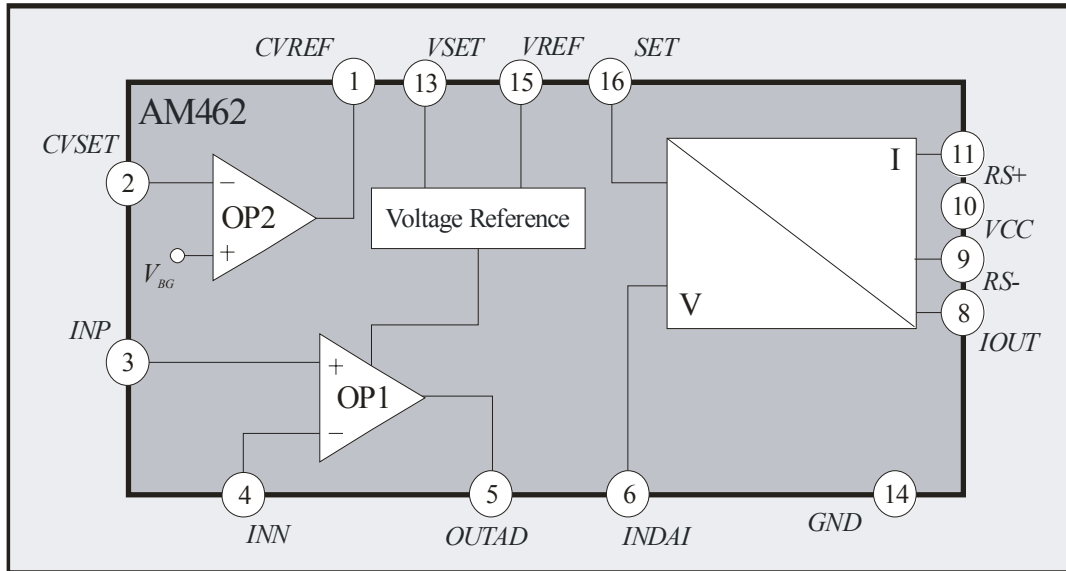 CVREF VSET VREF SET
1 13 15 16
AM462
CVSET
2
−
OP2
+
V_BG
Voltage Reference
I
11
RS+
10
VCC
9
RS-
8
IOUT
V
INP
3
+
OP1
−
4 5 6 14
INN OUTAD INDAI GND